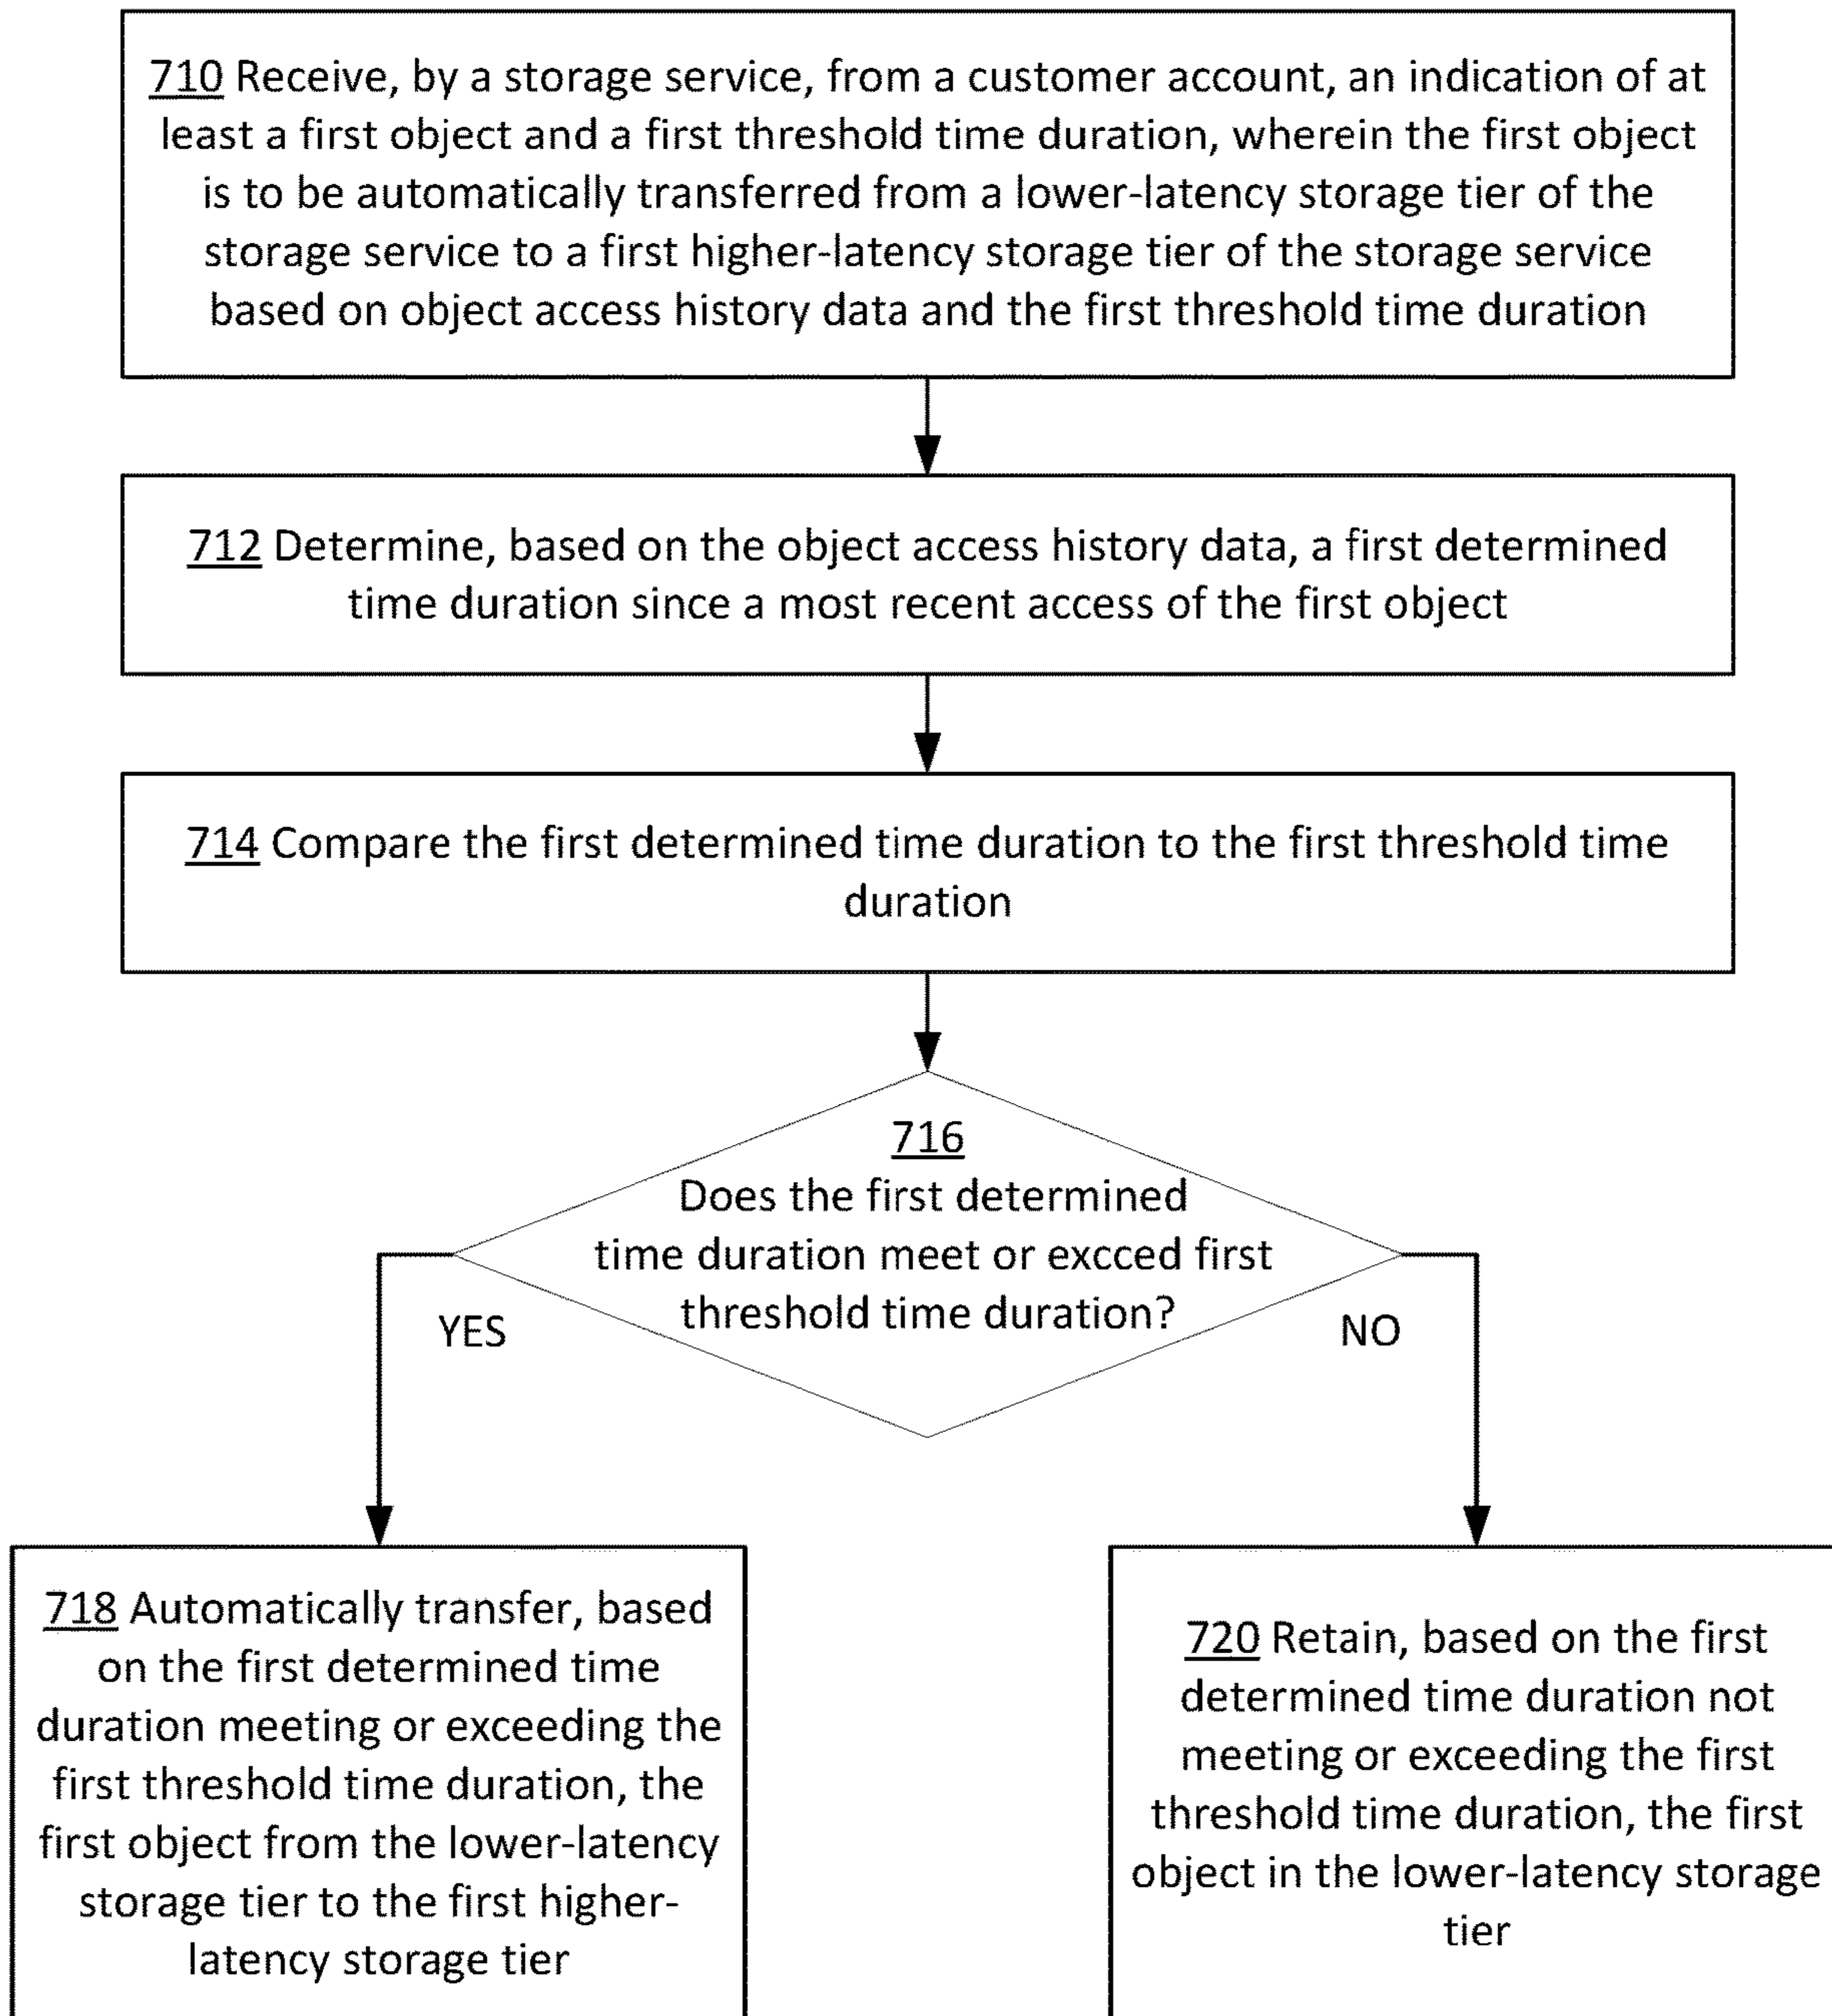 710 Receive, by a storage service, from a customer account, an indication of at
least a first object and a first threshold time duration, wherein the first object
is to be automatically transferred from a lower-latency storage tier of the
storage service to a first higher-latency storage tier of the storage service
based on object access history data and the first threshold time duration
712 Determine, based on the object access history data, a first determined
time duration since a most recent access of the first object
714 Compare the first determined time duration to the first threshold time
duration
716
Does the first determined
time duration meet or excced first
threshold time duration?
YES
NO
718 Automatically transfer, based
on the first determined time
duration meeting or exceeding the
first threshold time duration, the
first object from the lower-latency
storage tier to the first higher-
latency storage tier
720 Retain, based on the first
determined time duration not
meeting or exceeding the first
threshold time duration, the first
object in the lower-latency storage
tier